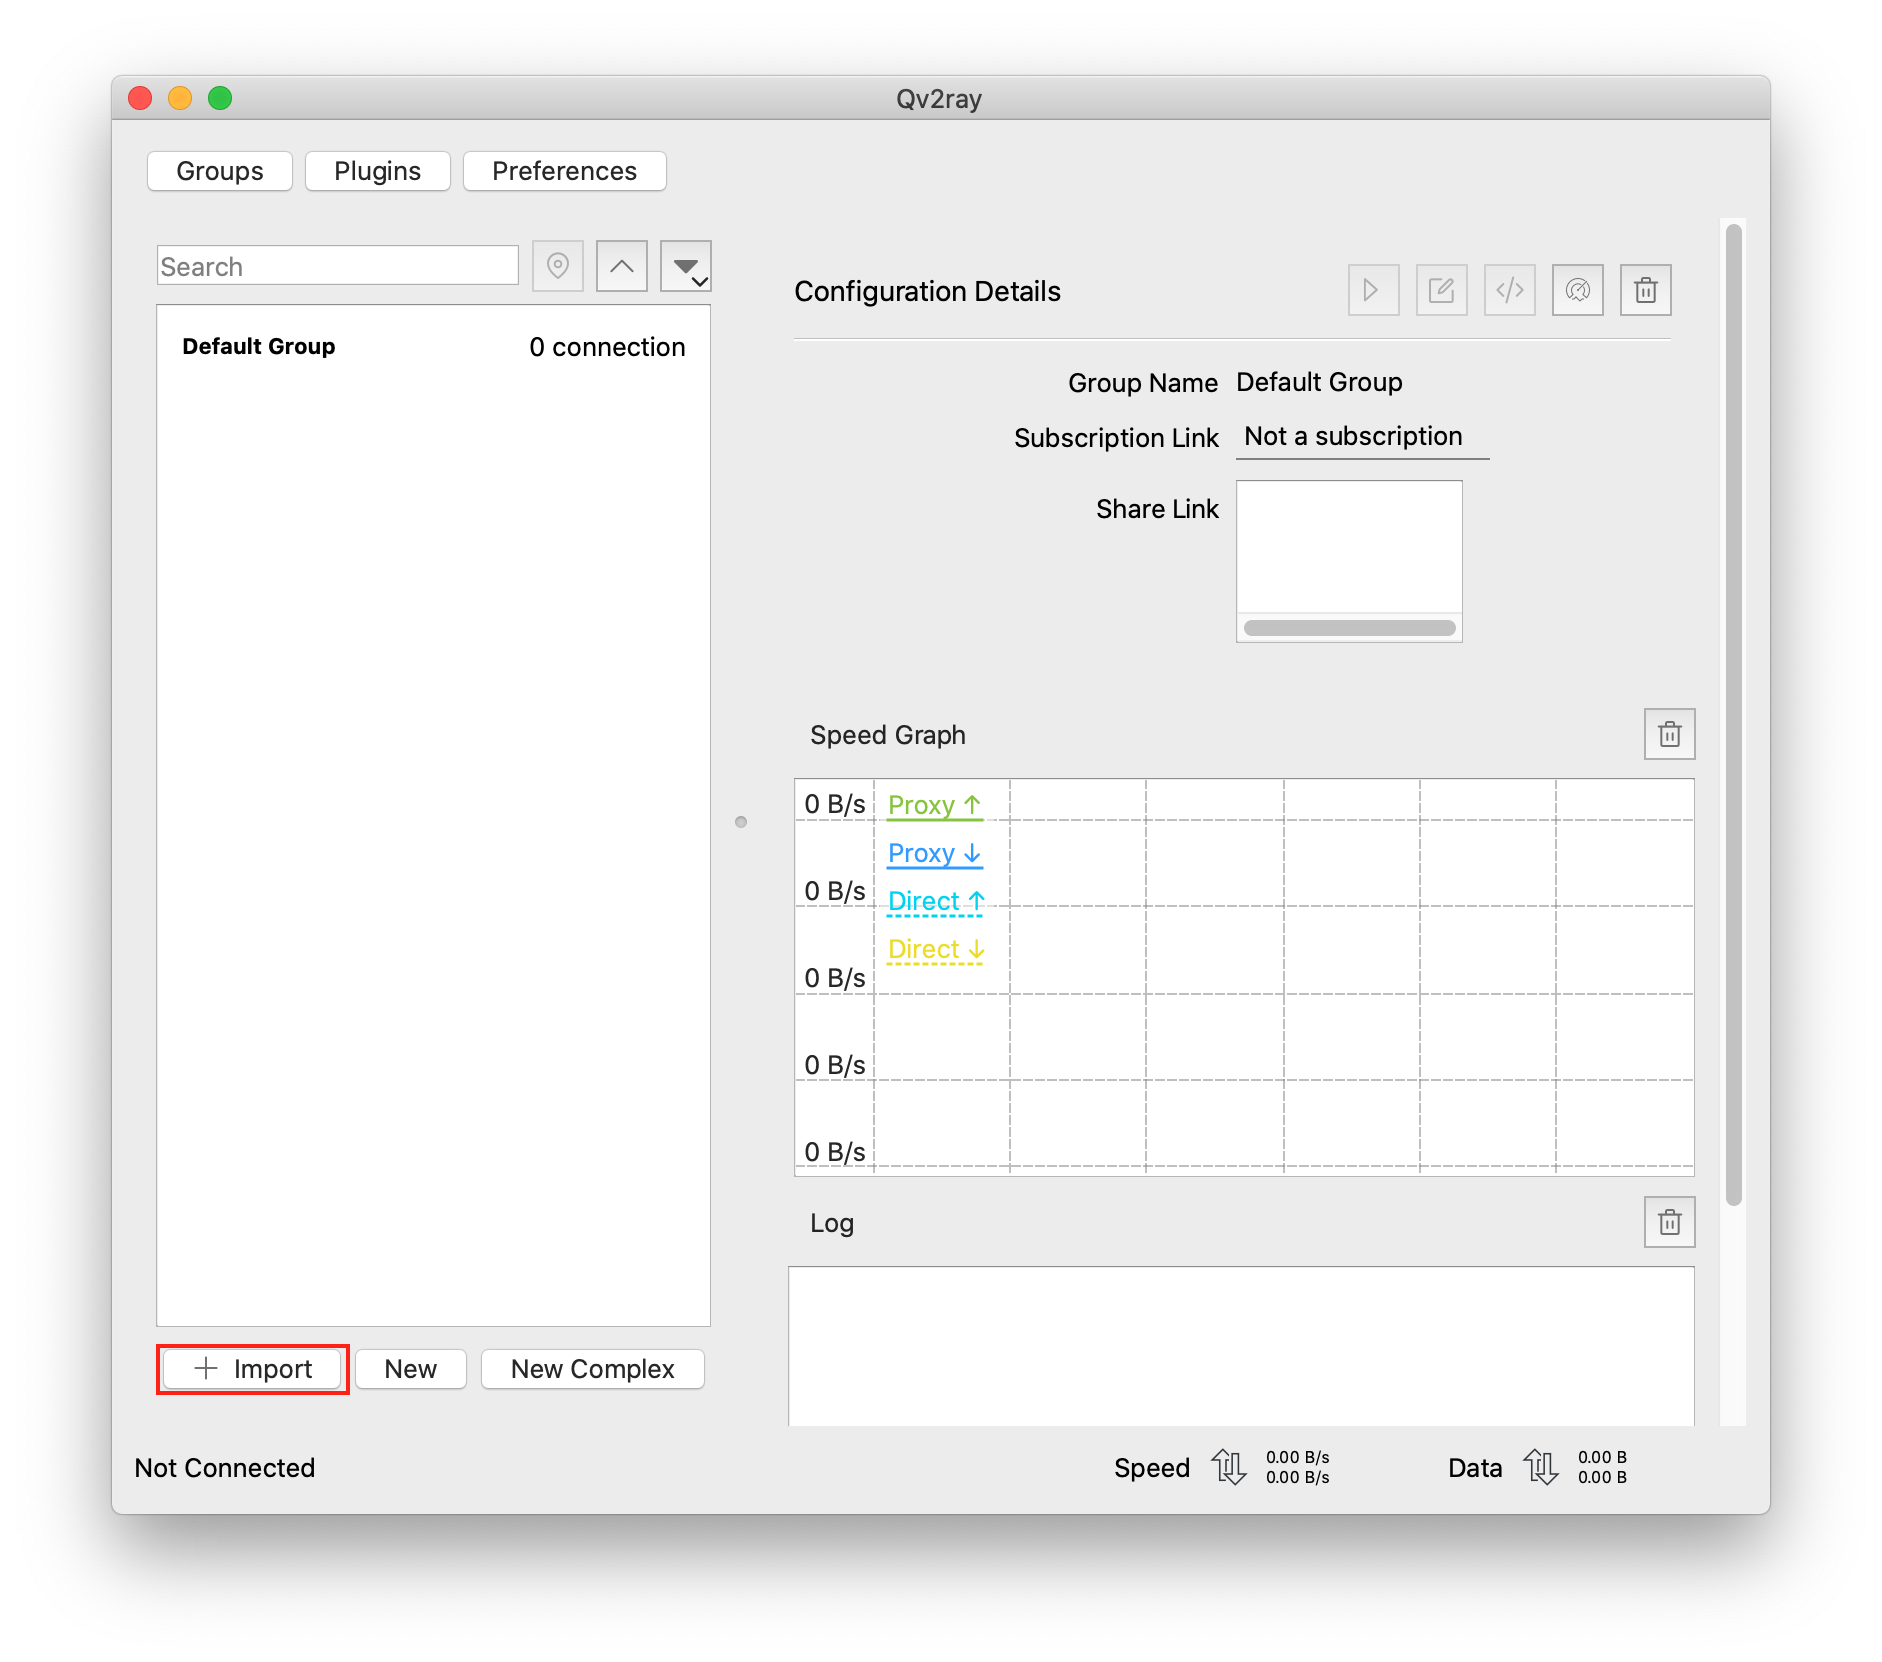 Qv2ray
Groups
Plugins
Preferences
Search
Default Group
0 connection
Configuration Details
Group Name
Default Group
Subscription Link
Not a subscription
Share Link
Speed Graph
0 B/s
Proxy ↑
Proxy ↓
0 B/s
Direct ↑
Direct ↓
0 B/s
0 B/s
0 B/s
Log
Import
New
New Complex
Not Connected
Speed
0.00 B/s
0.00 B/s
Data
0.00 B
0.00 B